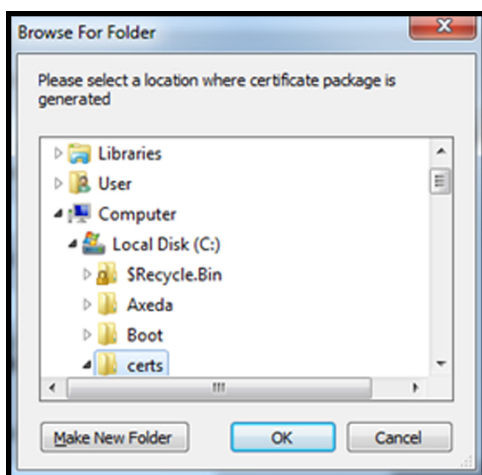 Browse For Folder
Please select a location where certificate package is
generated
Libraries
User
Computer
Local Disk (C:)
$Recycle.Bin
Axeda
Boot
certs
Make New Folder
OK
Cancel